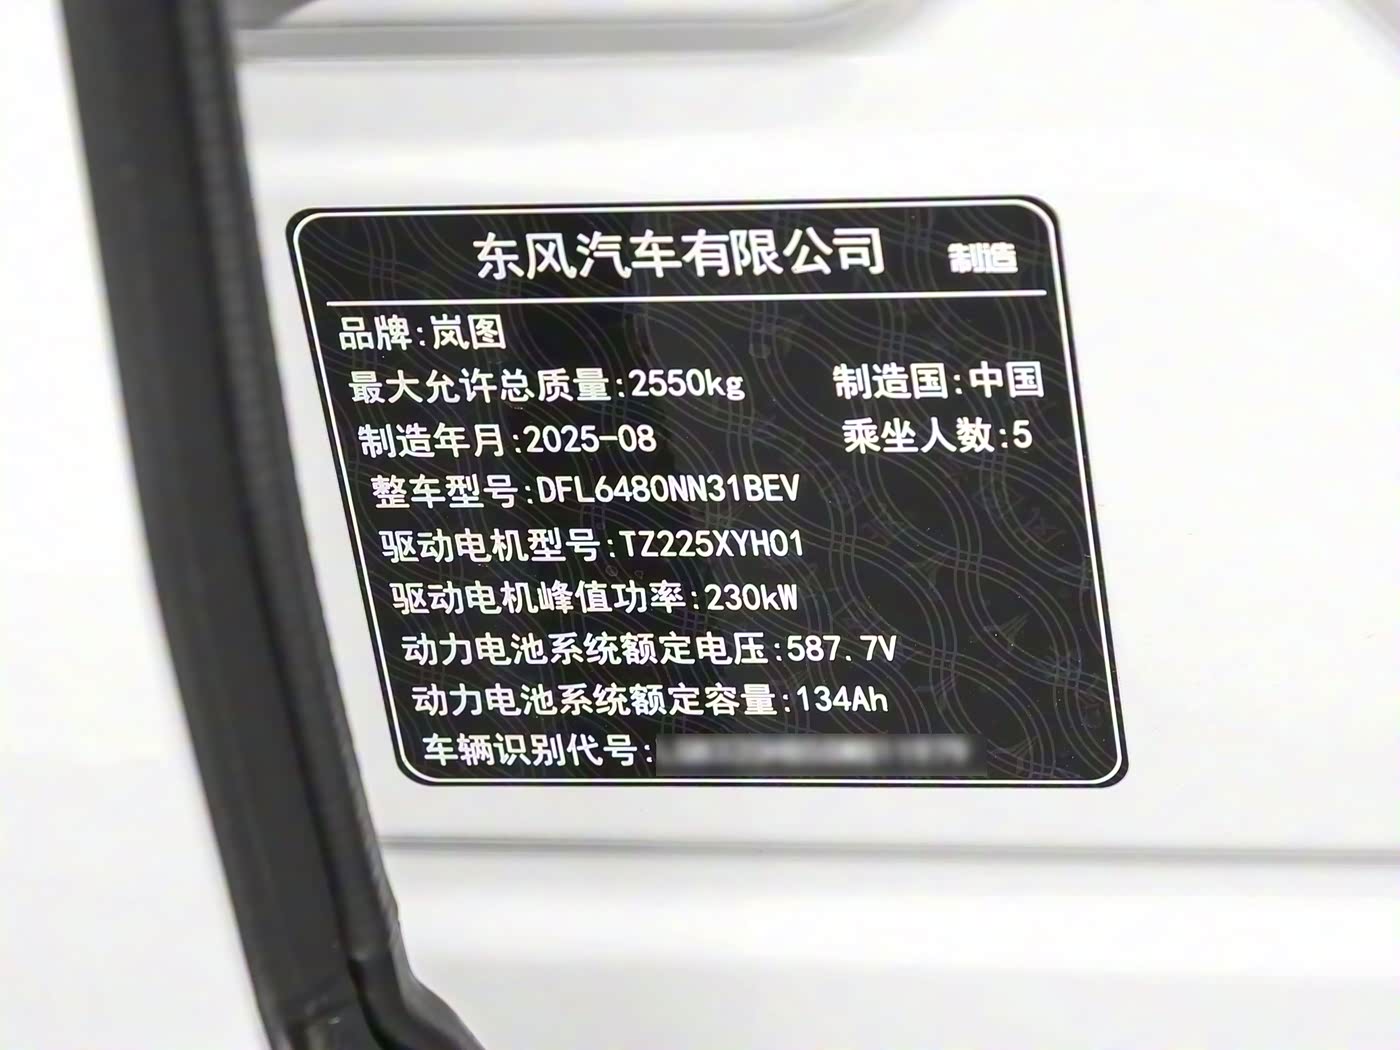 东风汽车有限公司 制造
品牌:岚图
最大允许总质量:2550kg 制造国:中国
制造年月:2025-08 乘坐人数:5
整车型号:DFL6480NN31BEV
驱动电机型号:TZ225XYH01
驱动电机峰值功率:230kW
动力电池系统额定电压:587.7V
动力电池系统额定容量:134Ah
车辆识别代号: